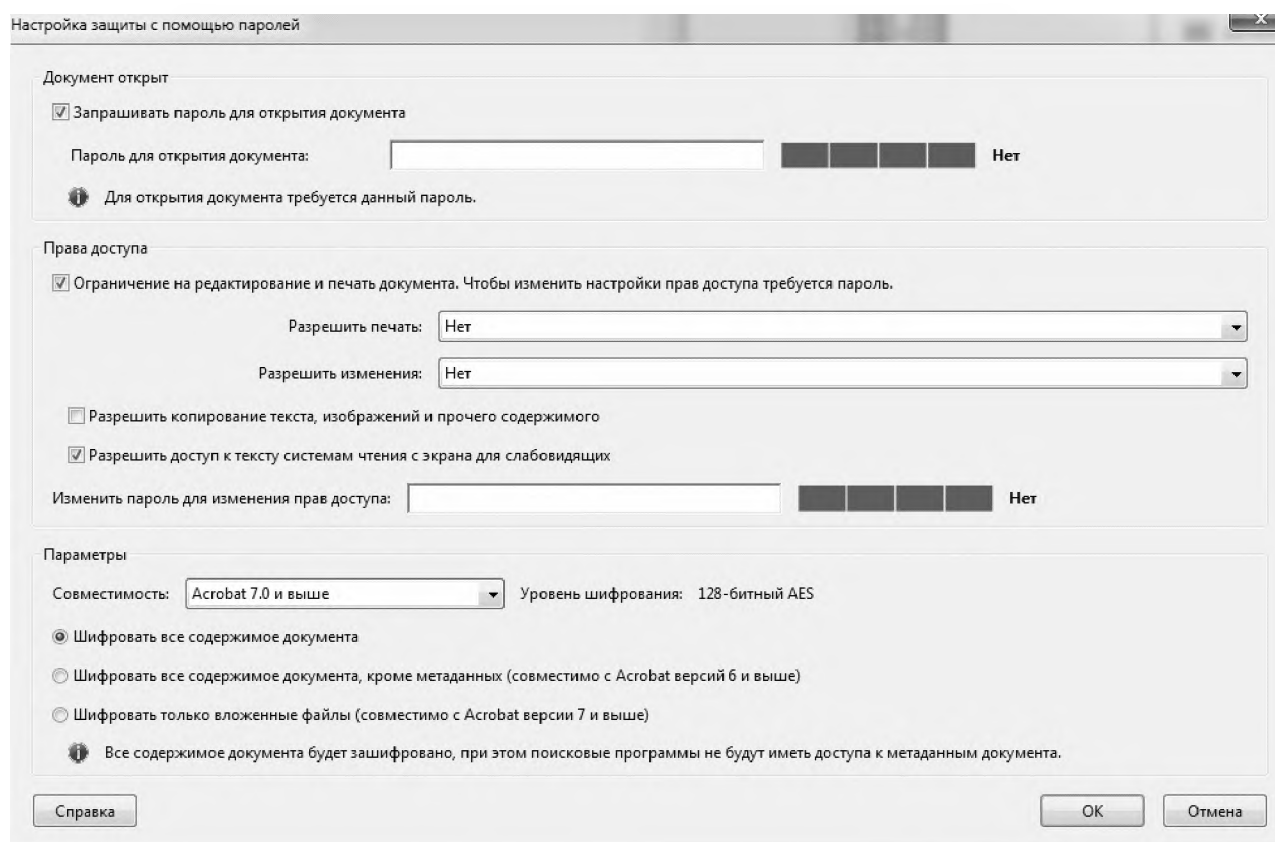 Настройка защиты с помощью паролей
Документ открыт
Запрашивать пароль для открытия документа
Пароль для открытия документа: Нет
Для открытия документа требуется данный пароль.
Права доступа
Ограничение на редактирование и печать документа. Чтобы изменить настройки прав доступа требуется пароль.
Разрешить печать: Нет
Разрешить изменения: Нет
Разрешить копирование текста, изображений и прочего содержимого
Разрешить доступ к тексту системам чтения с экрана для слабовидящих
Изменить пароль для изменения прав доступа: Нет
Параметры
Совместимость: Acrobat 7.0 и выше Уровень шифрования: 128-битный AES
Шифровать все содержимое документа
Шифровать все содержимое документа, кроме метаданных (совместимо с Acrobat версий 6 и выше)
Шифровать только вложенные файлы (совместимо с Acrobat версии 7 и выше)
Все содержимое документа будет зашифровано, при этом поисковые программы не будут иметь доступа к метаданным документа.
Справка OK Отмена